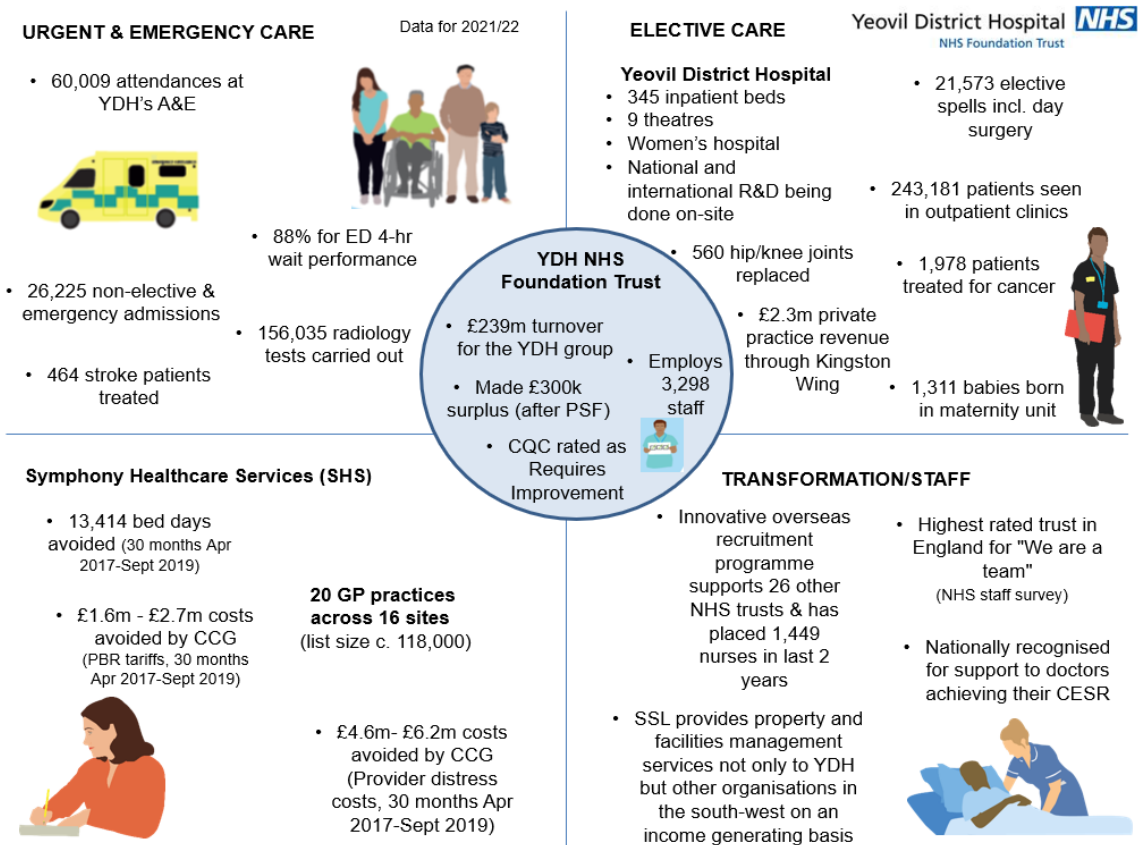 URGENT & EMERGENCY CARE
Data for 2021/22
• 60,009 attendances at
YDH's A&E
• 88% for ED 4-hr
wait performance
• 26,225 non-elective &
emergency admissions
• 156,035 radiology
tests carried out
• 464 stroke patients
treated
ELECTIVE CARE
Yeovil District Hospital NHS
NHS Foundation Trust
Yeovil District Hospital
• 345 inpatient beds
• 9 theatres
• Women's hospital
• National and
international R&D being
done on-site
• 21,573 elective
spells incl. day
surgery
• 243,181 patients seen
in outpatient clinics
• 560 hip/knee joints
replaced
• 1,978 patients
treated for cancer
• £2.3m private
practice revenue
through Kingston
Wing
• 1,311 babies born
in maternity unit
YDH NHS
Foundation Trust
• £239m turnover
for the YDH group
• Employs
3,298
staff
• Made £300k
surplus (after PSF)
• CQC rated as
Requires
Improvement
Symphony Healthcare Services (SHS)
• 13,414 bed days
avoided (30 months Apr
2017-Sept 2019)
• £1.6m - £2.7m costs
avoided by CCG
(PBR tariffs, 30 months
Apr 2017-Sept 2019)
20 GP practices
across 16 sites
(list size c. 118,000)
• £4.6m- £6.2m costs
avoided by CCG
(Provider distress
costs, 30 months Apr
2017-Sept 2019)
TRANSFORMATION/STAFF
• Innovative overseas
recruitment
programme
supports 26 other
NHS trusts & has
placed 1,449
nurses in last 2
years
• Highest rated trust in
England for "We are a
team"
(NHS staff survey)
• Nationally recognised
for support to doctors
achieving their CESR
• SSL provides property and
facilities management
services not only to YDH
but other organisations in
the south-west on an
income generating basis